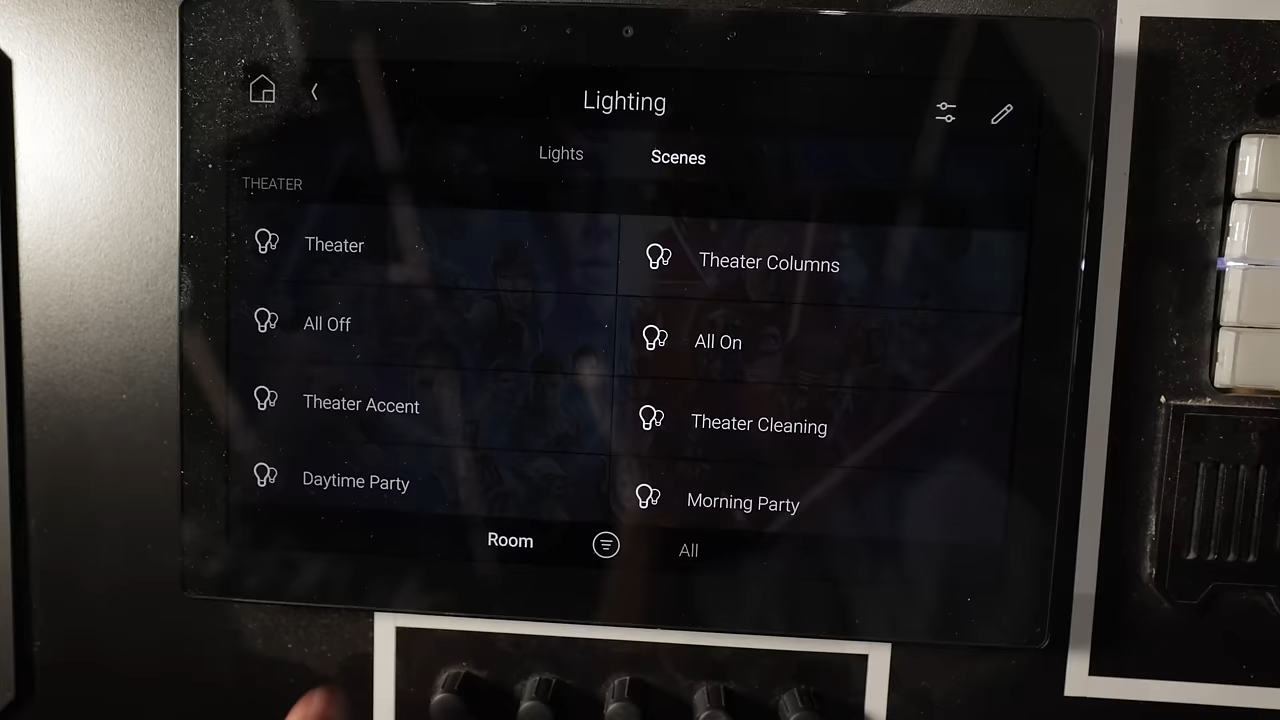 Lighting
Lights Scenes
THEATER
Theater Theater Columns
All Off All On
Theater Accent Theater Cleaning
Daytime Party Morning Party
Room All